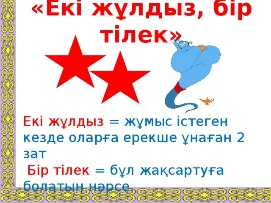 «Екі жұлдыз, бір
тілек»
Екі жұлдыз = жұмыс істеген
кезде оларға ерекше ұнаған 2
зат
Бір тілек = бұл жақсартуға
болатын нәрсе.